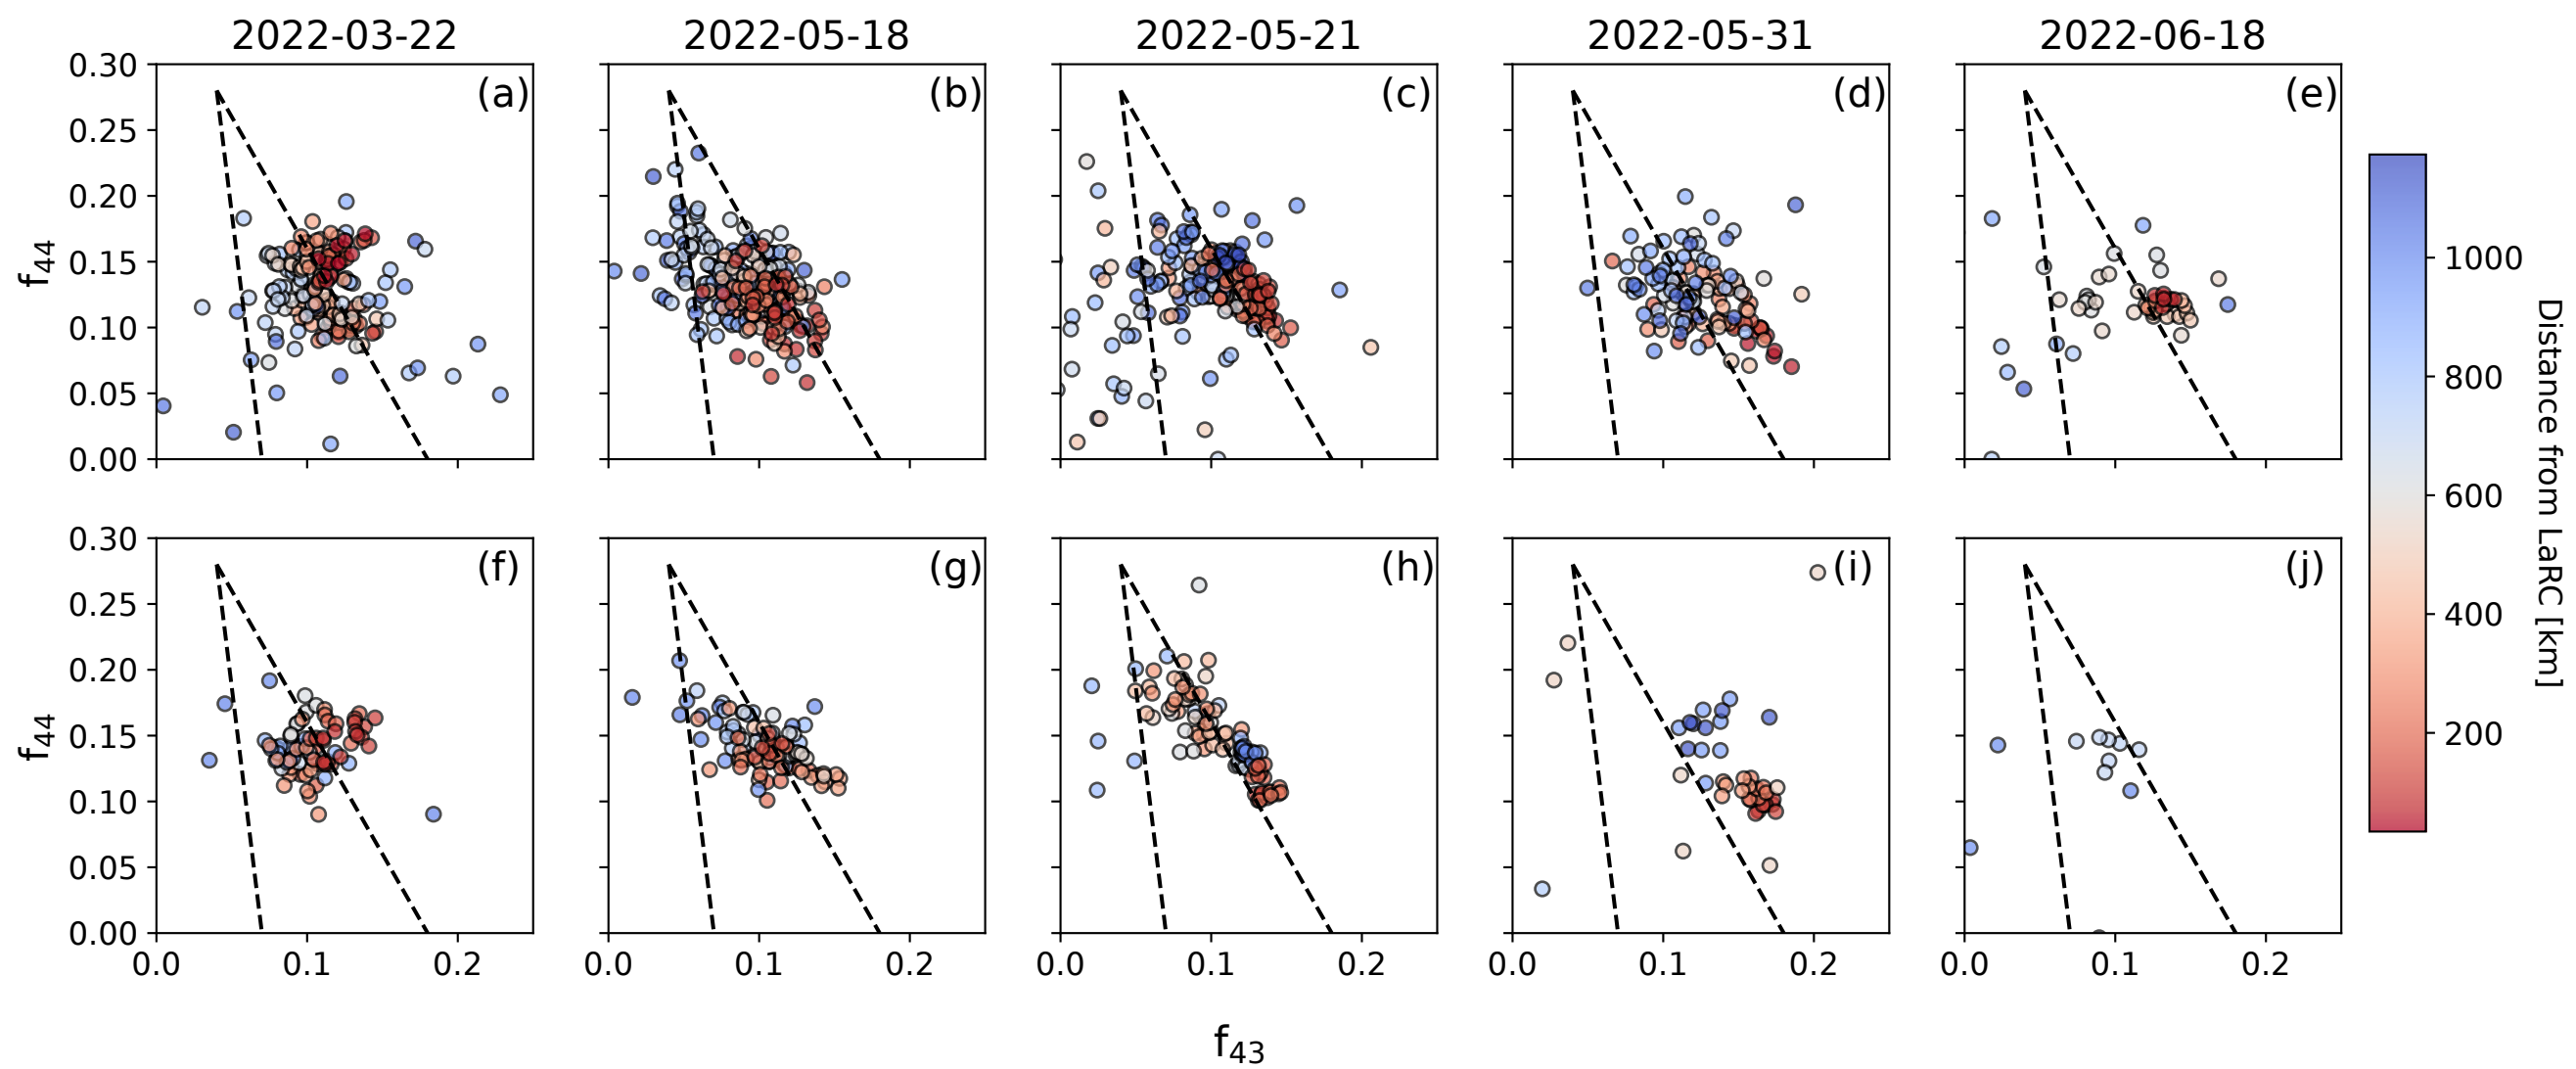 2022-03-22 2022-05-18 2022-05-21 2022-05-31 2022-06-18
(a) (b) (c) (d) (e)
f44
0.30
0.25
0.20
0.15
0.10
0.05
0.00
(f) (g) (h) (i) (j)
f44
0.30
0.25
0.20
0.15
0.10
0.05
0.00
0.0 0.1 0.2 0.0 0.1 0.2 0.0 0.1 0.2 0.0 0.1 0.2 0.0 0.1 0.2
f43
1000
800
600
400
200
Distance from LaRC [km]